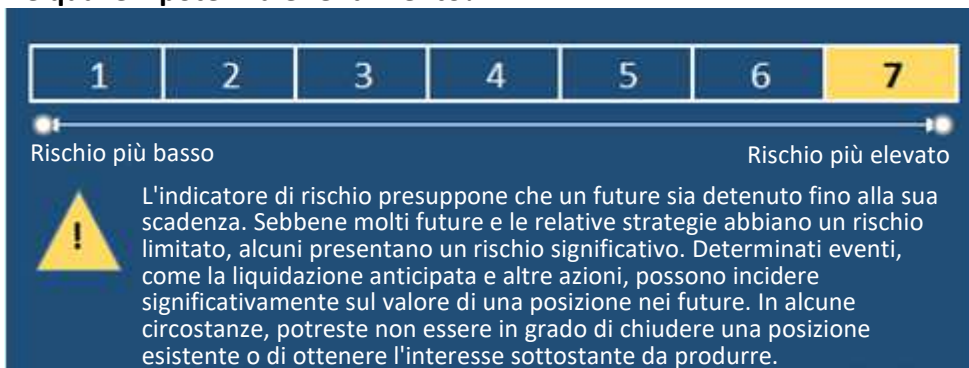 1 2 3 4 5 6 7
Rischio più basso Rischio più elevato
!
L'indicatore di rischio presuppone che un future sia detenuto fino alla sua
scadenza. Sebbene molti future e le relative strategie abbiano un rischio
limitato, alcuni presentano un rischio significativo. Determinati eventi,
come la liquidazione anticipata e altre azioni, possono incidere
significativamente sul valore di una posizione nei future. In alcune
circostanze, potreste non essere in grado di chiudere una posizione
esistente o di ottenere l'interesse sottostante da produrre.